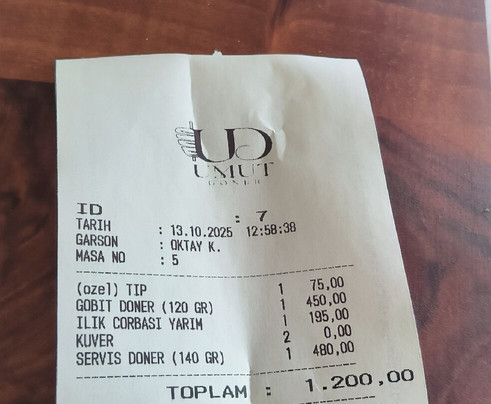 UD
UMUT
DÖNER
ID : 7
TARIH : 13.10.2025 12:58:38
GARSON : OKTAY K.
MASA NO : 5
(ozel) TIP 1 75,00
GOBIT DONER (120 GR) 1 450,00
ILIK CORBASI YARIM 1 195,00
KUVER 2 0,00
SERVIS DONER (140 GR) 1 480,00
TOPLAM : 1.200,00